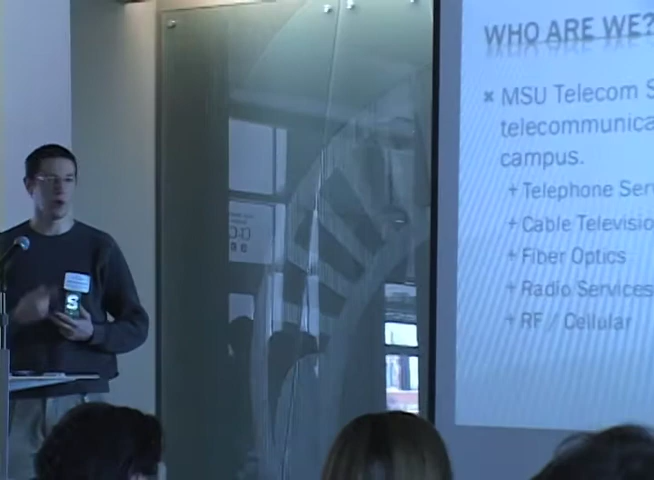 WHO ARE WE?
× MSU Telecom S
telecommunica
campus.
+ Telephone Serv
+ Cable Televisio
+ Fiber Optics
+ Radio Services
+ RF / Cellular
S